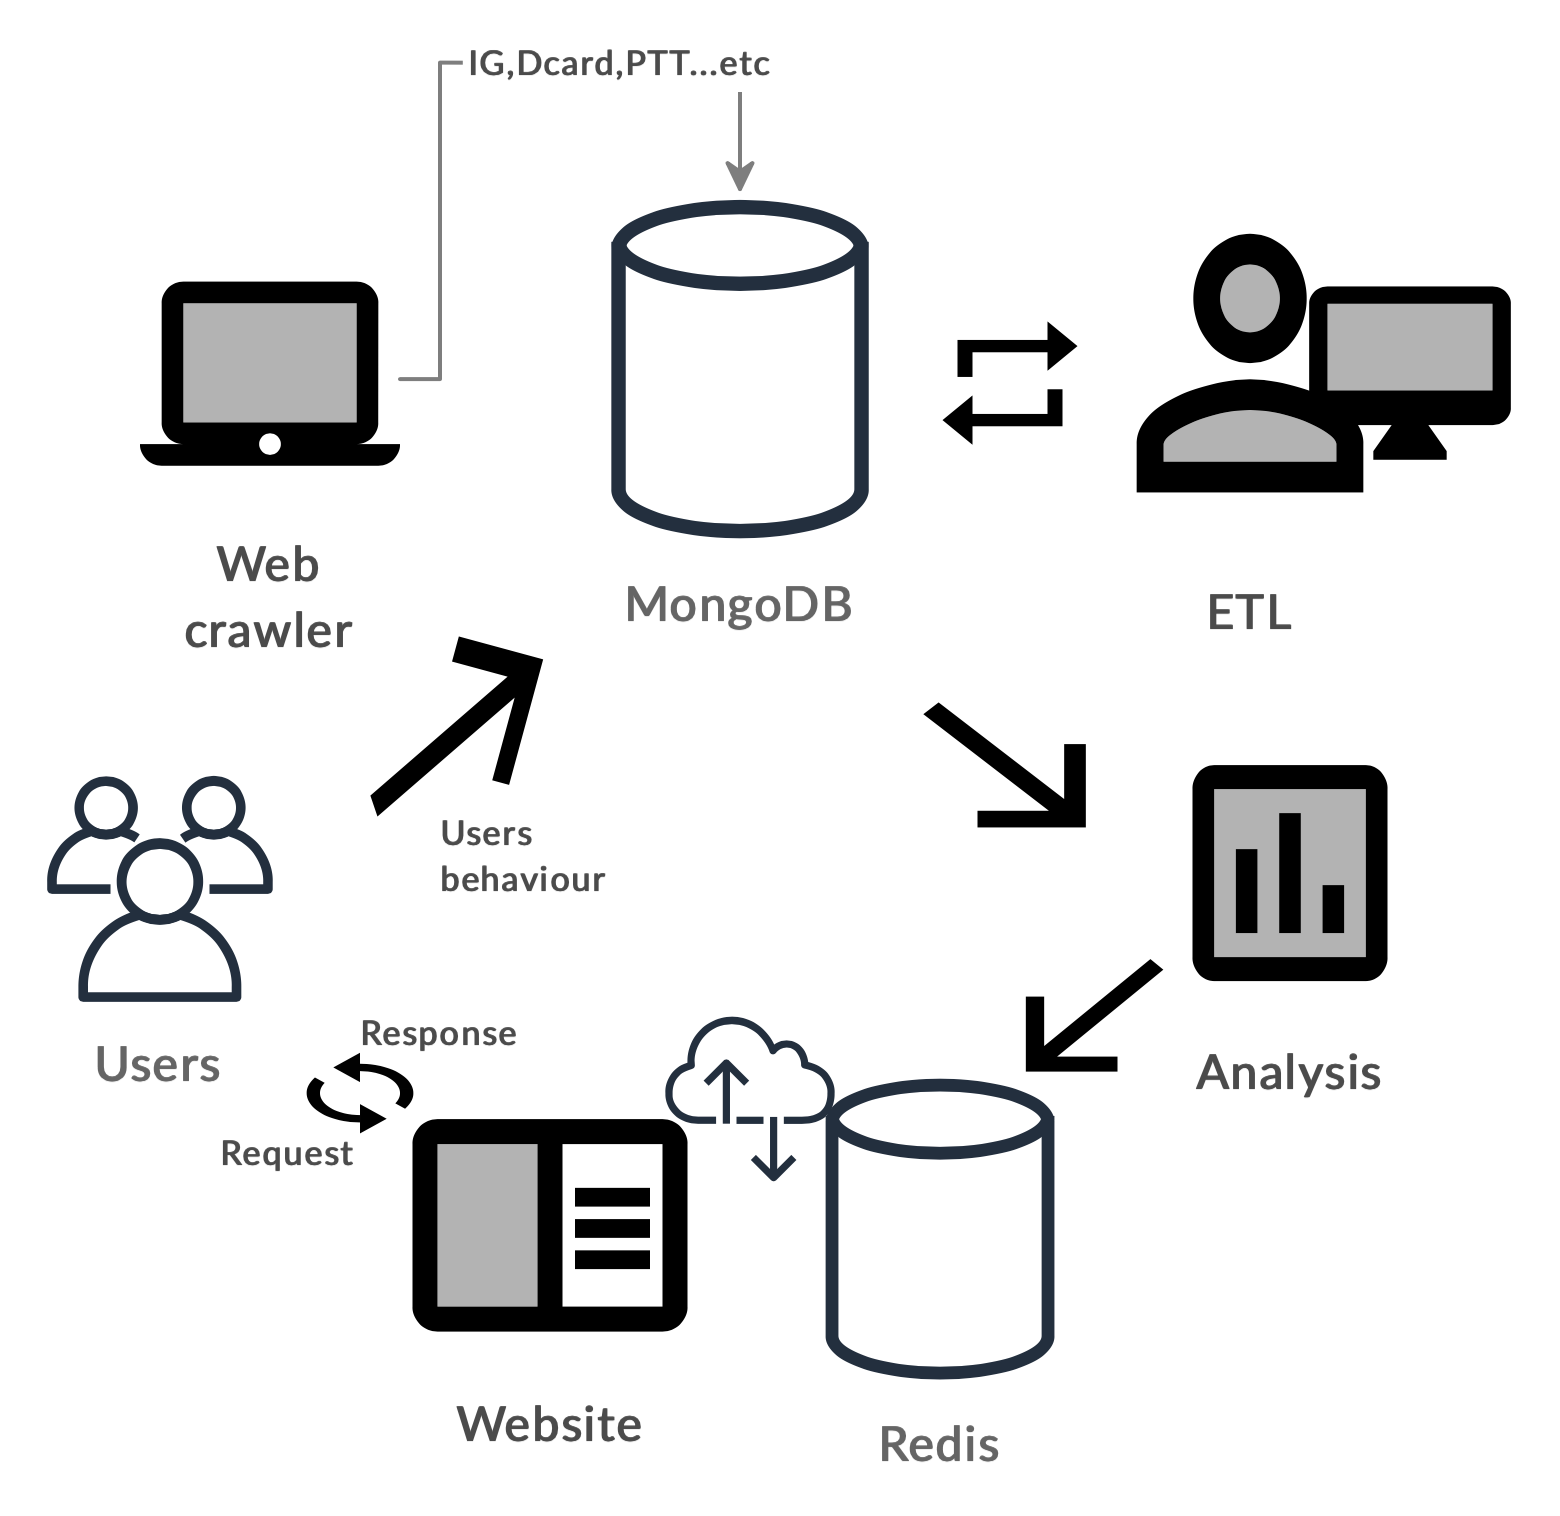 IG,Dcard,PTT...etc
Web
crawler
MongoDB
ETL
Users
behaviour
Users
Response
Request
Analysis
Website
Redis